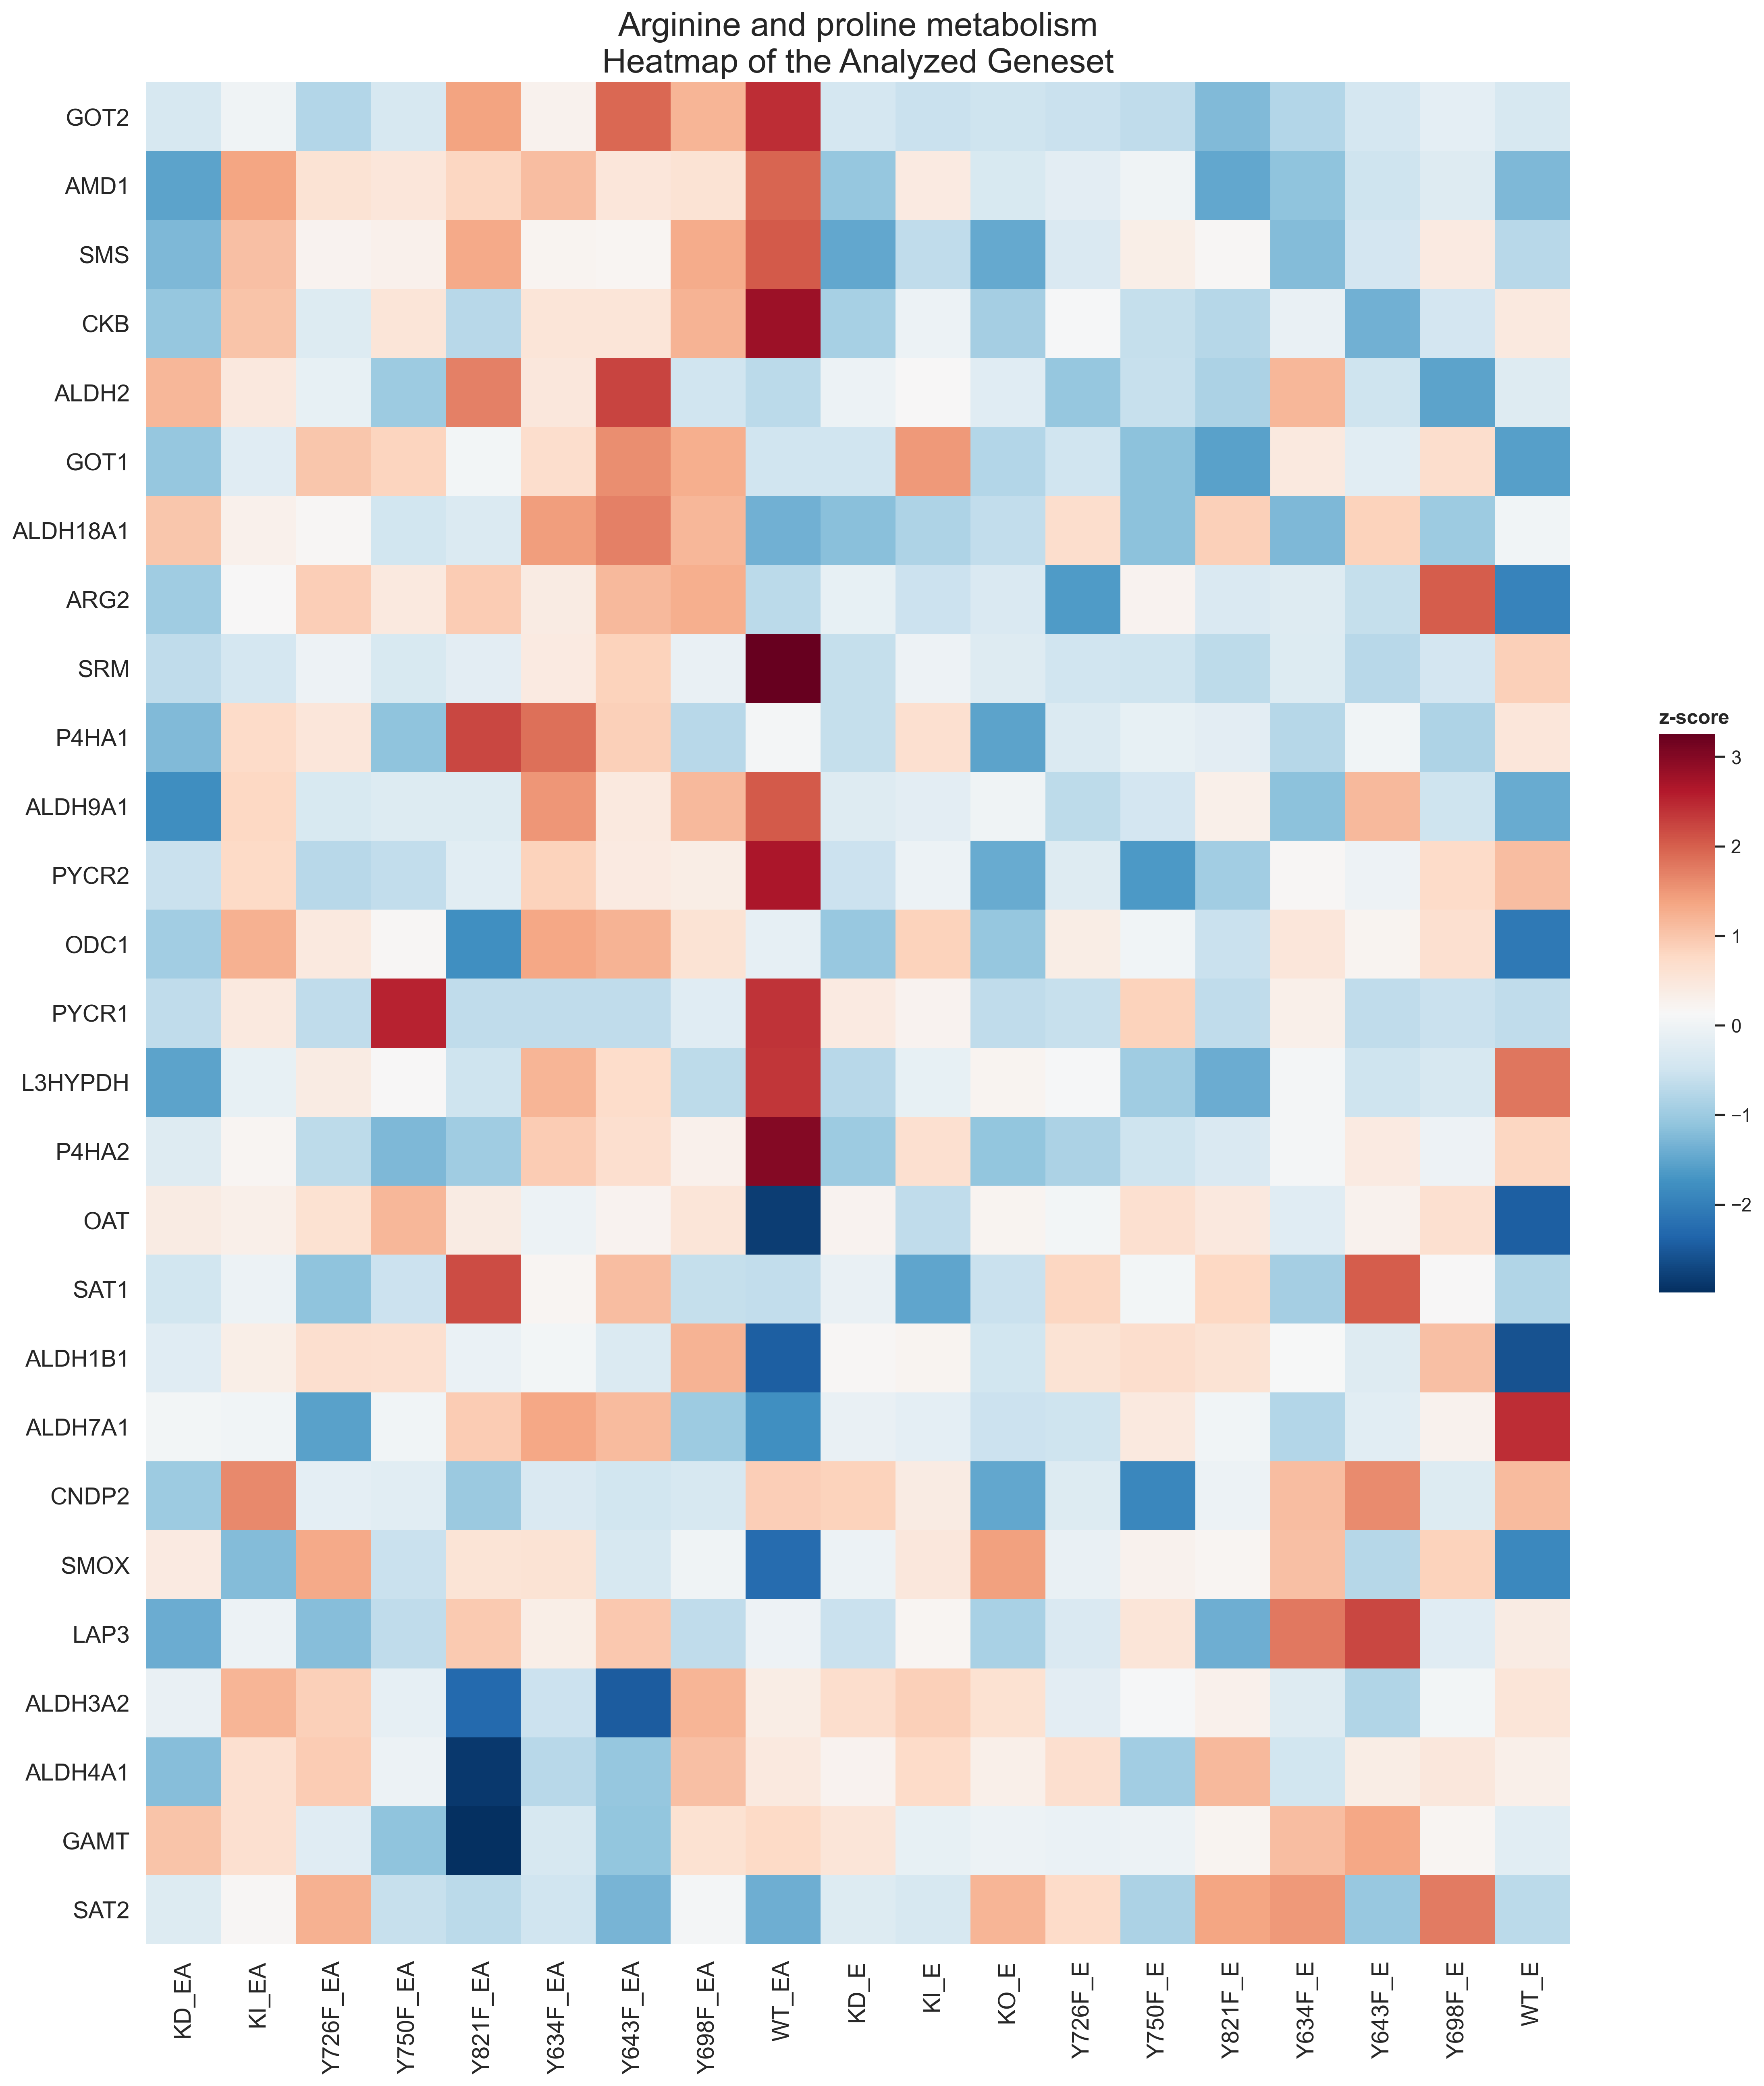 Arginine and proline metabolism
Heatmap of the Analyzed Geneset
GOT2
AMD1
SMS
CKB
ALDH2
GOT1
ALDH18A1
ARG2
SRM
P4HA1
ALDH9A1
PYCR2
ODC1
PYCR1
L3HYPDH
P4HA2
OAT
SAT1
ALDH1B1
ALDH7A1
CNDP2
SMOX
LAP3
ALDH3A2
ALDH4A1
GAMT
SAT2
KD_EA
KI_EA
Y726F_EA
Y750F_EA
Y821F_EA
Y634F_EA
Y643F_EA
Y698F_EA
WT_EA
KD_E
KI_E
KO_E
Y726F_E
Y750F_E
Y821F_E
Y634F_E
Y643F_E
Y698F_E
WT_E
z-score
3
2
1
0
−1
−2